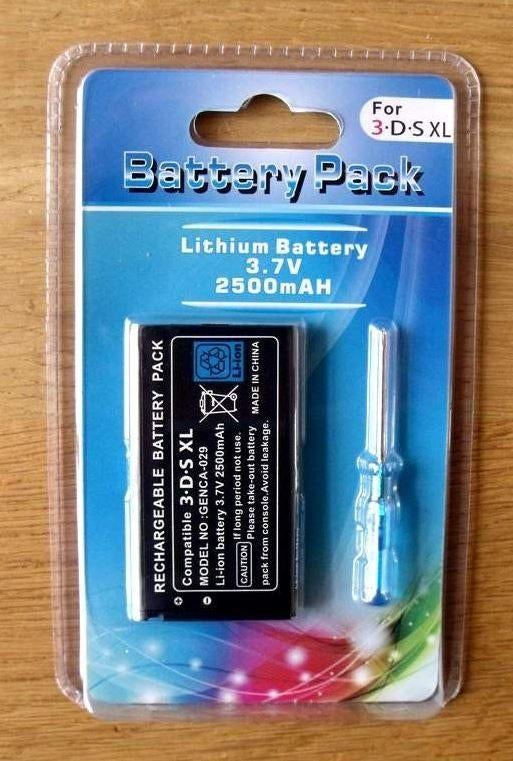 For
3·D·S XL
Battery Pack
Lithium Battery
3.7V
2500mAH
RECHARGEABLE BATTERY PACK
Compatible 3·D·S XL
MODEL NO :GENCA-029
Li-ion battery 3.7V 2500mAh
CAUTION If long period not use.
Please take-out battery
pack from console.Avoid leakage.
Li-ion
MADE IN CHINA